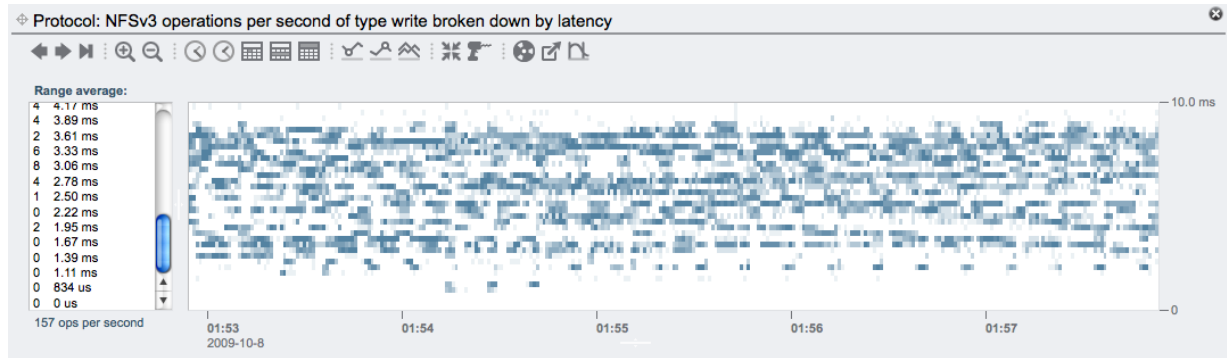 Protocol: NFSv3 operations per second of type write broken down by latency
Range average:
4 4.17 ms
4 3.89 ms
2 3.61 ms
6 3.33 ms
8 3.06 ms
4 2.78 ms
1 2.50 ms
0 2.22 ms
2 1.95 ms
0 1.67 ms
0 1.39 ms
0 1.11 ms
0 834 us
0 0 us
157 ops per second
10.0 ms
0
01:53 01:54 01:55 01:56 01:57
2009-10-8